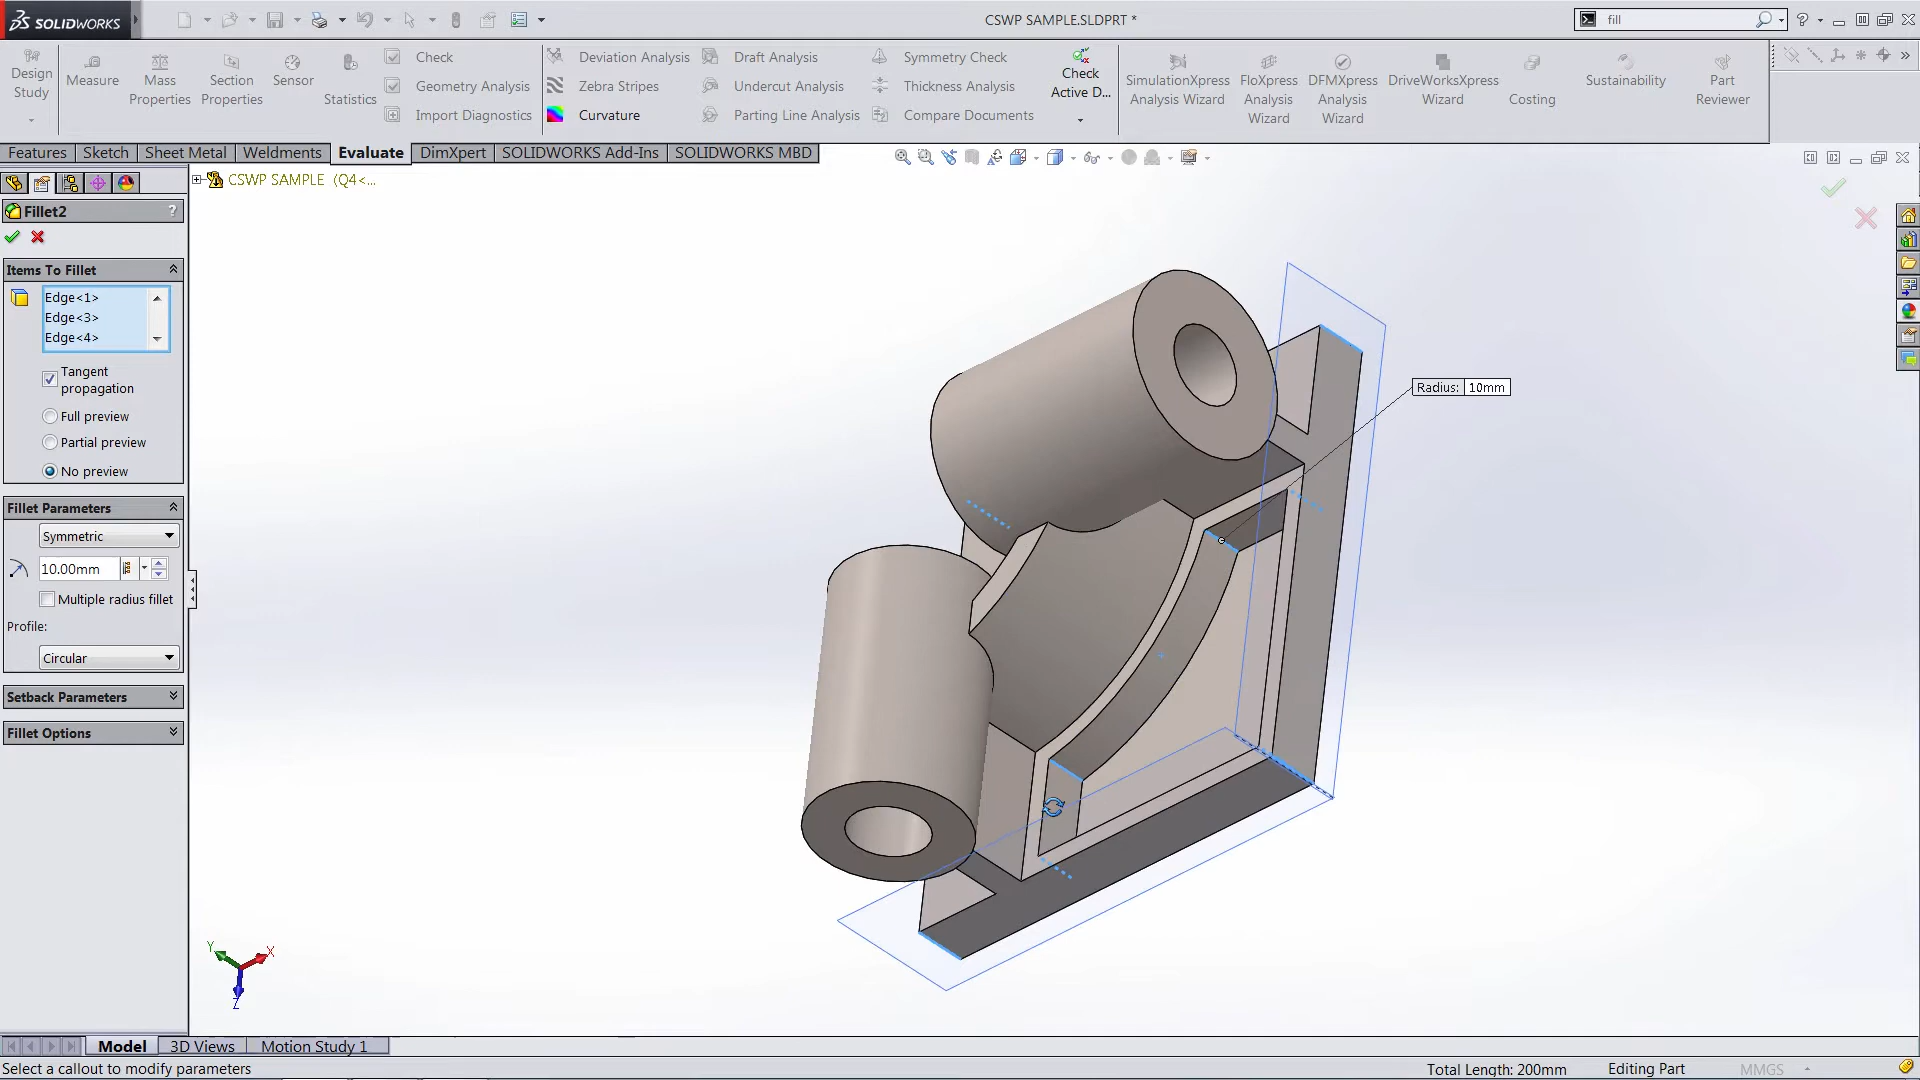 SOLIDWORKS
CSWP SAMPLE.SLDPRT *
fill
Design Study
Measure
Mass Properties
Section Properties
Sensor
Statistics
Check
Geometry Analysis
Import Diagnostics
Deviation Analysis
Zebra Stripes
Curvature
Draft Analysis
Undercut Analysis
Parting Line Analysis
Symmetry Check
Thickness Analysis
Compare Documents
Check Active D...
SimulationXpress Analysis Wizard
FloXpress Analysis Wizard
DFMXpress Analysis Wizard
DriveWorksXpress Wizard
Costing
Sustainability
Part Reviewer
Features
Sketch
Sheet Metal
Weldments
Evaluate
DimXpert
SOLIDWORKS Add-Ins
SOLIDWORKS MBD
CSWP SAMPLE (Q4<...
Fillet2
?
Items To Fillet
Edge<1>
Edge<3>
Edge<4>
Tangent
propagation
Full preview
Partial preview
No preview
Fillet Parameters
Symmetric
10.00mm
Multiple radius fillet
Profile:
Circular
Setback Parameters
Fillet Options
Radius: 10mm
Y
X
Z
Model
3D Views
Motion Study 1
Select a callout to modify parameters
Total Length: 200mm
Editing Part
MMGS